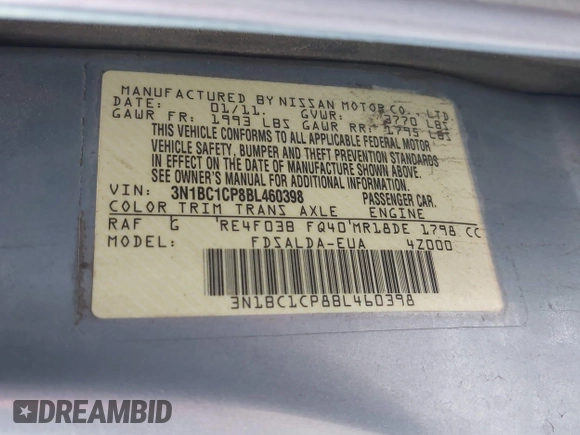 MANUFACTURED BY NISSAN MOTOR CO., LTD.
DATE: 01/11. GVWR: 3770 LBS
GAWR FR: 1993 LBS GAWR RR: 1795 LBS
THIS VEHICLE CONFORMS TO ALL APPLICABLE FEDERAL MOTOR
VEHICLE SAFETY, BUMPER AND THEFT PREVENTION STANDARDS
IN EFFECT ON THE DATE OF MANUFACTURE SHOWN ABOVE.
SEE OWNER'S MANUAL FOR ADDITIONAL INFORMATION.
VIN: 3N1BC1CP8BL460398 PASSENGER CAR.
COLOR TRIM TRANS AXLE ENGINE
RAF G RE4F03B FQ40 MR18DE 1798 CC
MODEL: FDSALDA-EUA 4Z000
3N1BC1CP8BL460398
DREAMBID